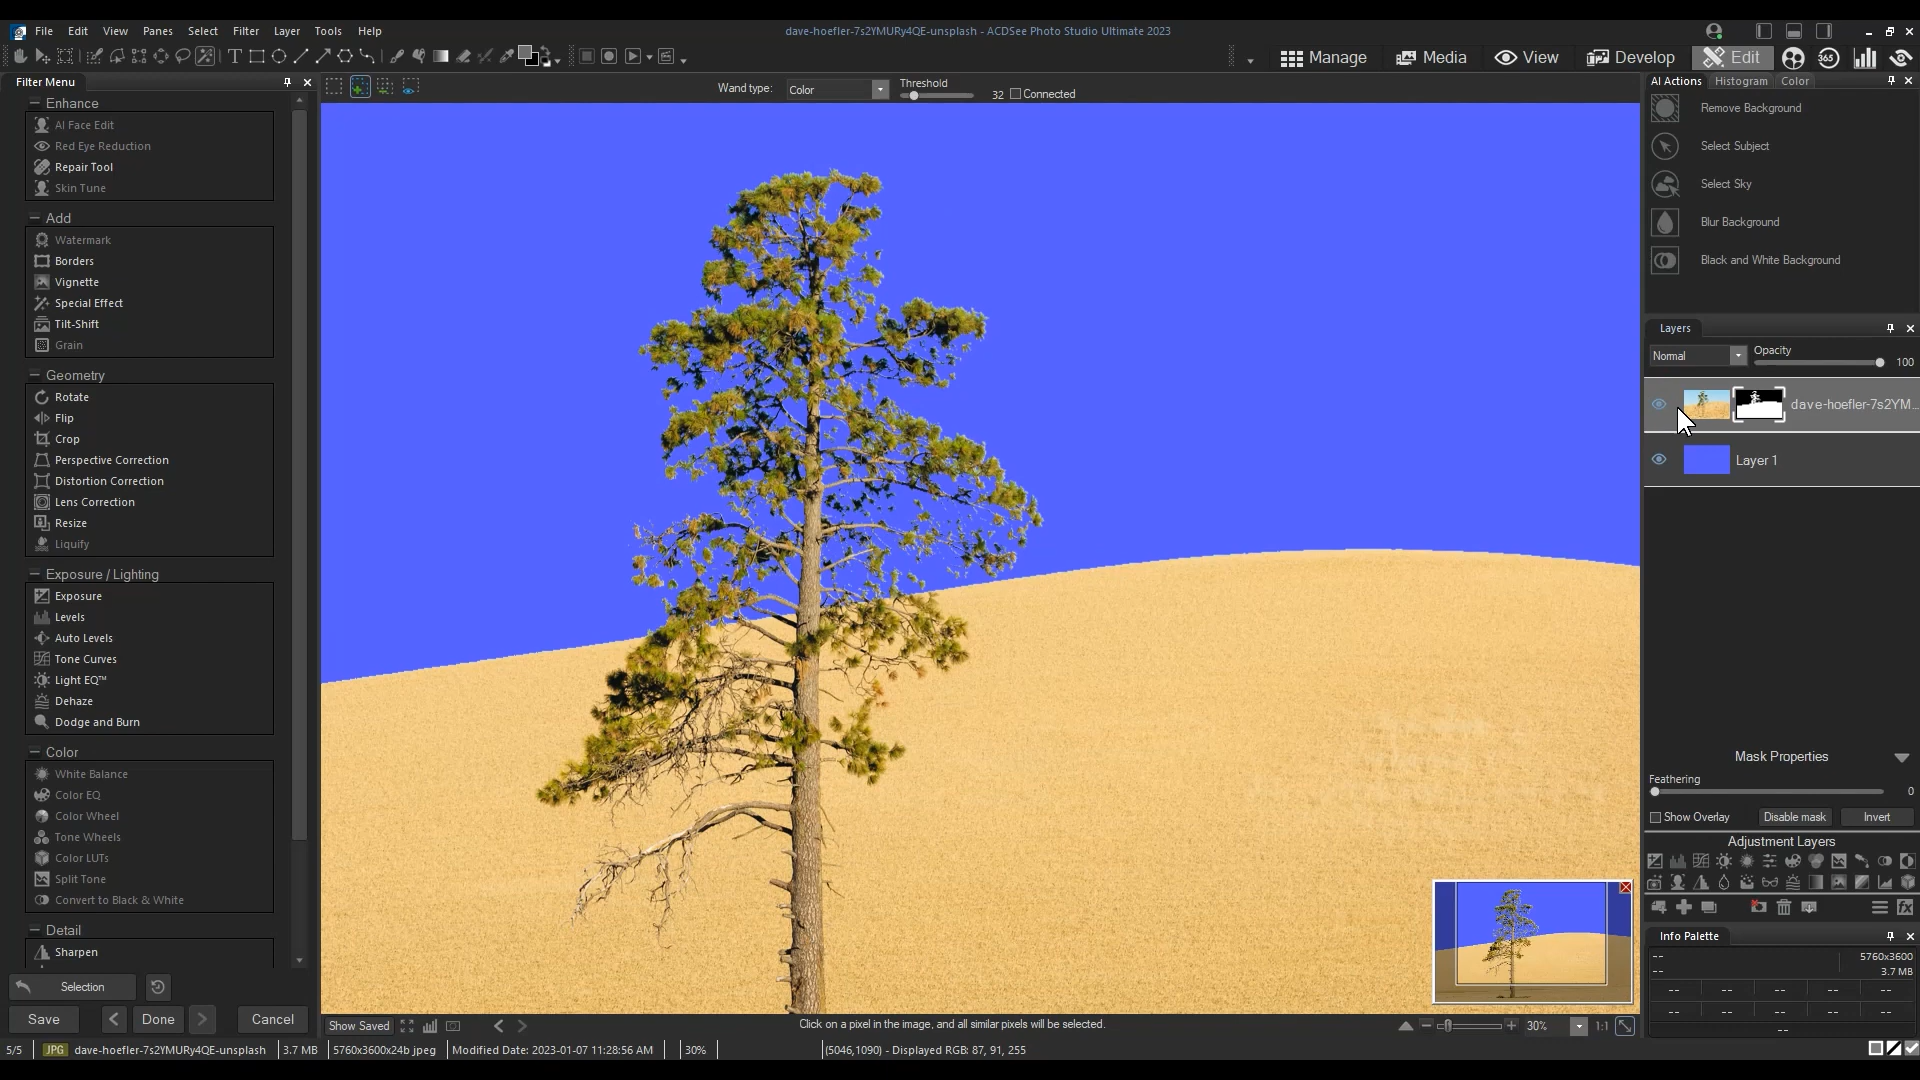 File Edit View Panes Select Filter Layer Tools Help
dave-hoefler-7s2YMURy4QE-unsplash - ACDSee Photo Studio Ultimate 2023
Manage Media View Develop Edit 365
Filter Menu
Wand type: Color Threshold 32 Connected
AI Actions Histogram Color
Enhance
AI Face Edit
Red Eye Reduction
Repair Tool
Skin Tune
Add
Watermark
Borders
Vignette
Special Effect
Tilt-Shift
Grain
Geometry
Rotate
Flip
Crop
Perspective Correction
Distortion Correction
Lens Correction
Resize
Liquify
Exposure / Lighting
Exposure
Levels
Auto Levels
Tone Curves
Light EQ™
Dehaze
Dodge and Burn
Color
White Balance
Color EQ
Color Wheel
Tone Wheels
Color LUTs
Split Tone
Convert to Black & White
Detail
Sharpen
Selection
Save Done Cancel
Remove Background
Select Subject
Select Sky
Blur Background
Black and White Background
Layers
Normal Opacity 100
dave-hoefler-7s2YM...
Layer 1
Mask Properties
Feathering
0
Show Overlay Disable mask Invert
Adjustment Layers
Info Palette
-- 5760x3600
-- 3.7 MB
-- -- -- -- --
-- -- -- -- --
--
Show Saved Click on a pixel in the image, and all similar pixels will be selected. 30% 1:1
5/5 JPG dave-hoefler-7s2YMURy4QE-unsplash 3.7 MB 5760x3600x24b jpeg Modified Date: 2023-01-07 11:28:56 AM 30% (5046,1090) - Displayed RGB: 87, 91, 255